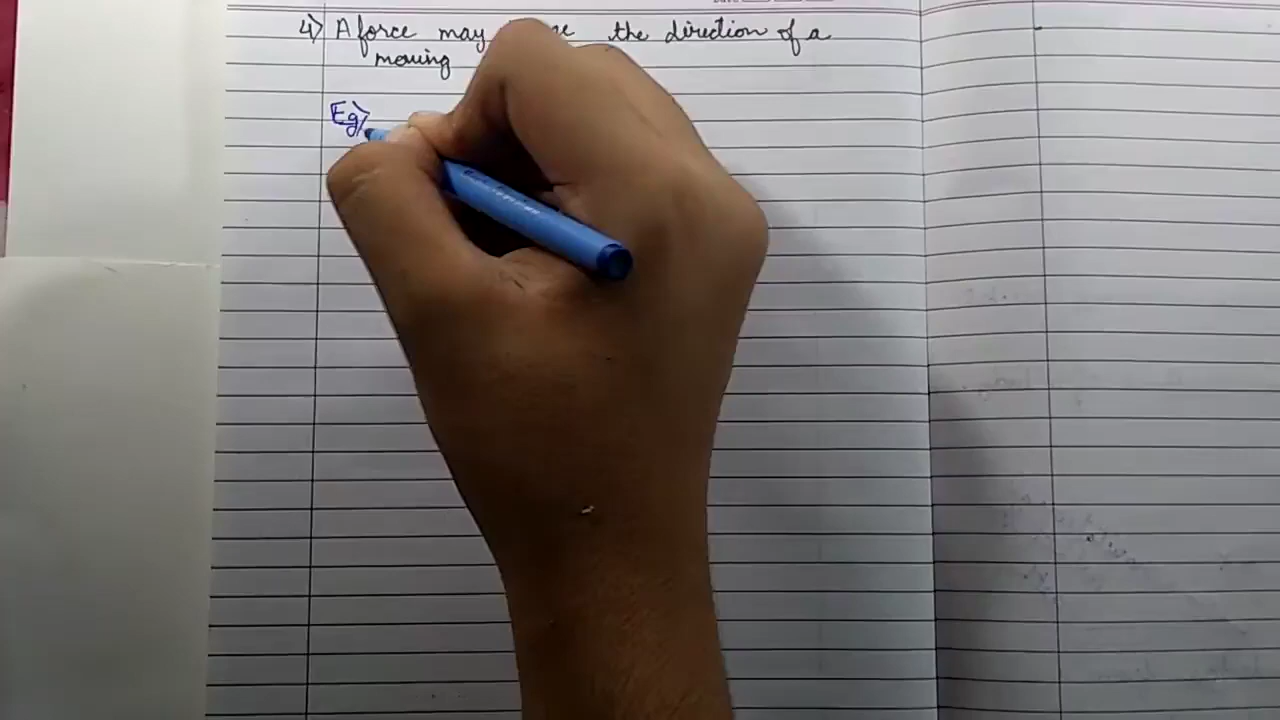 4) A force may the direction of a
moving
Eg)